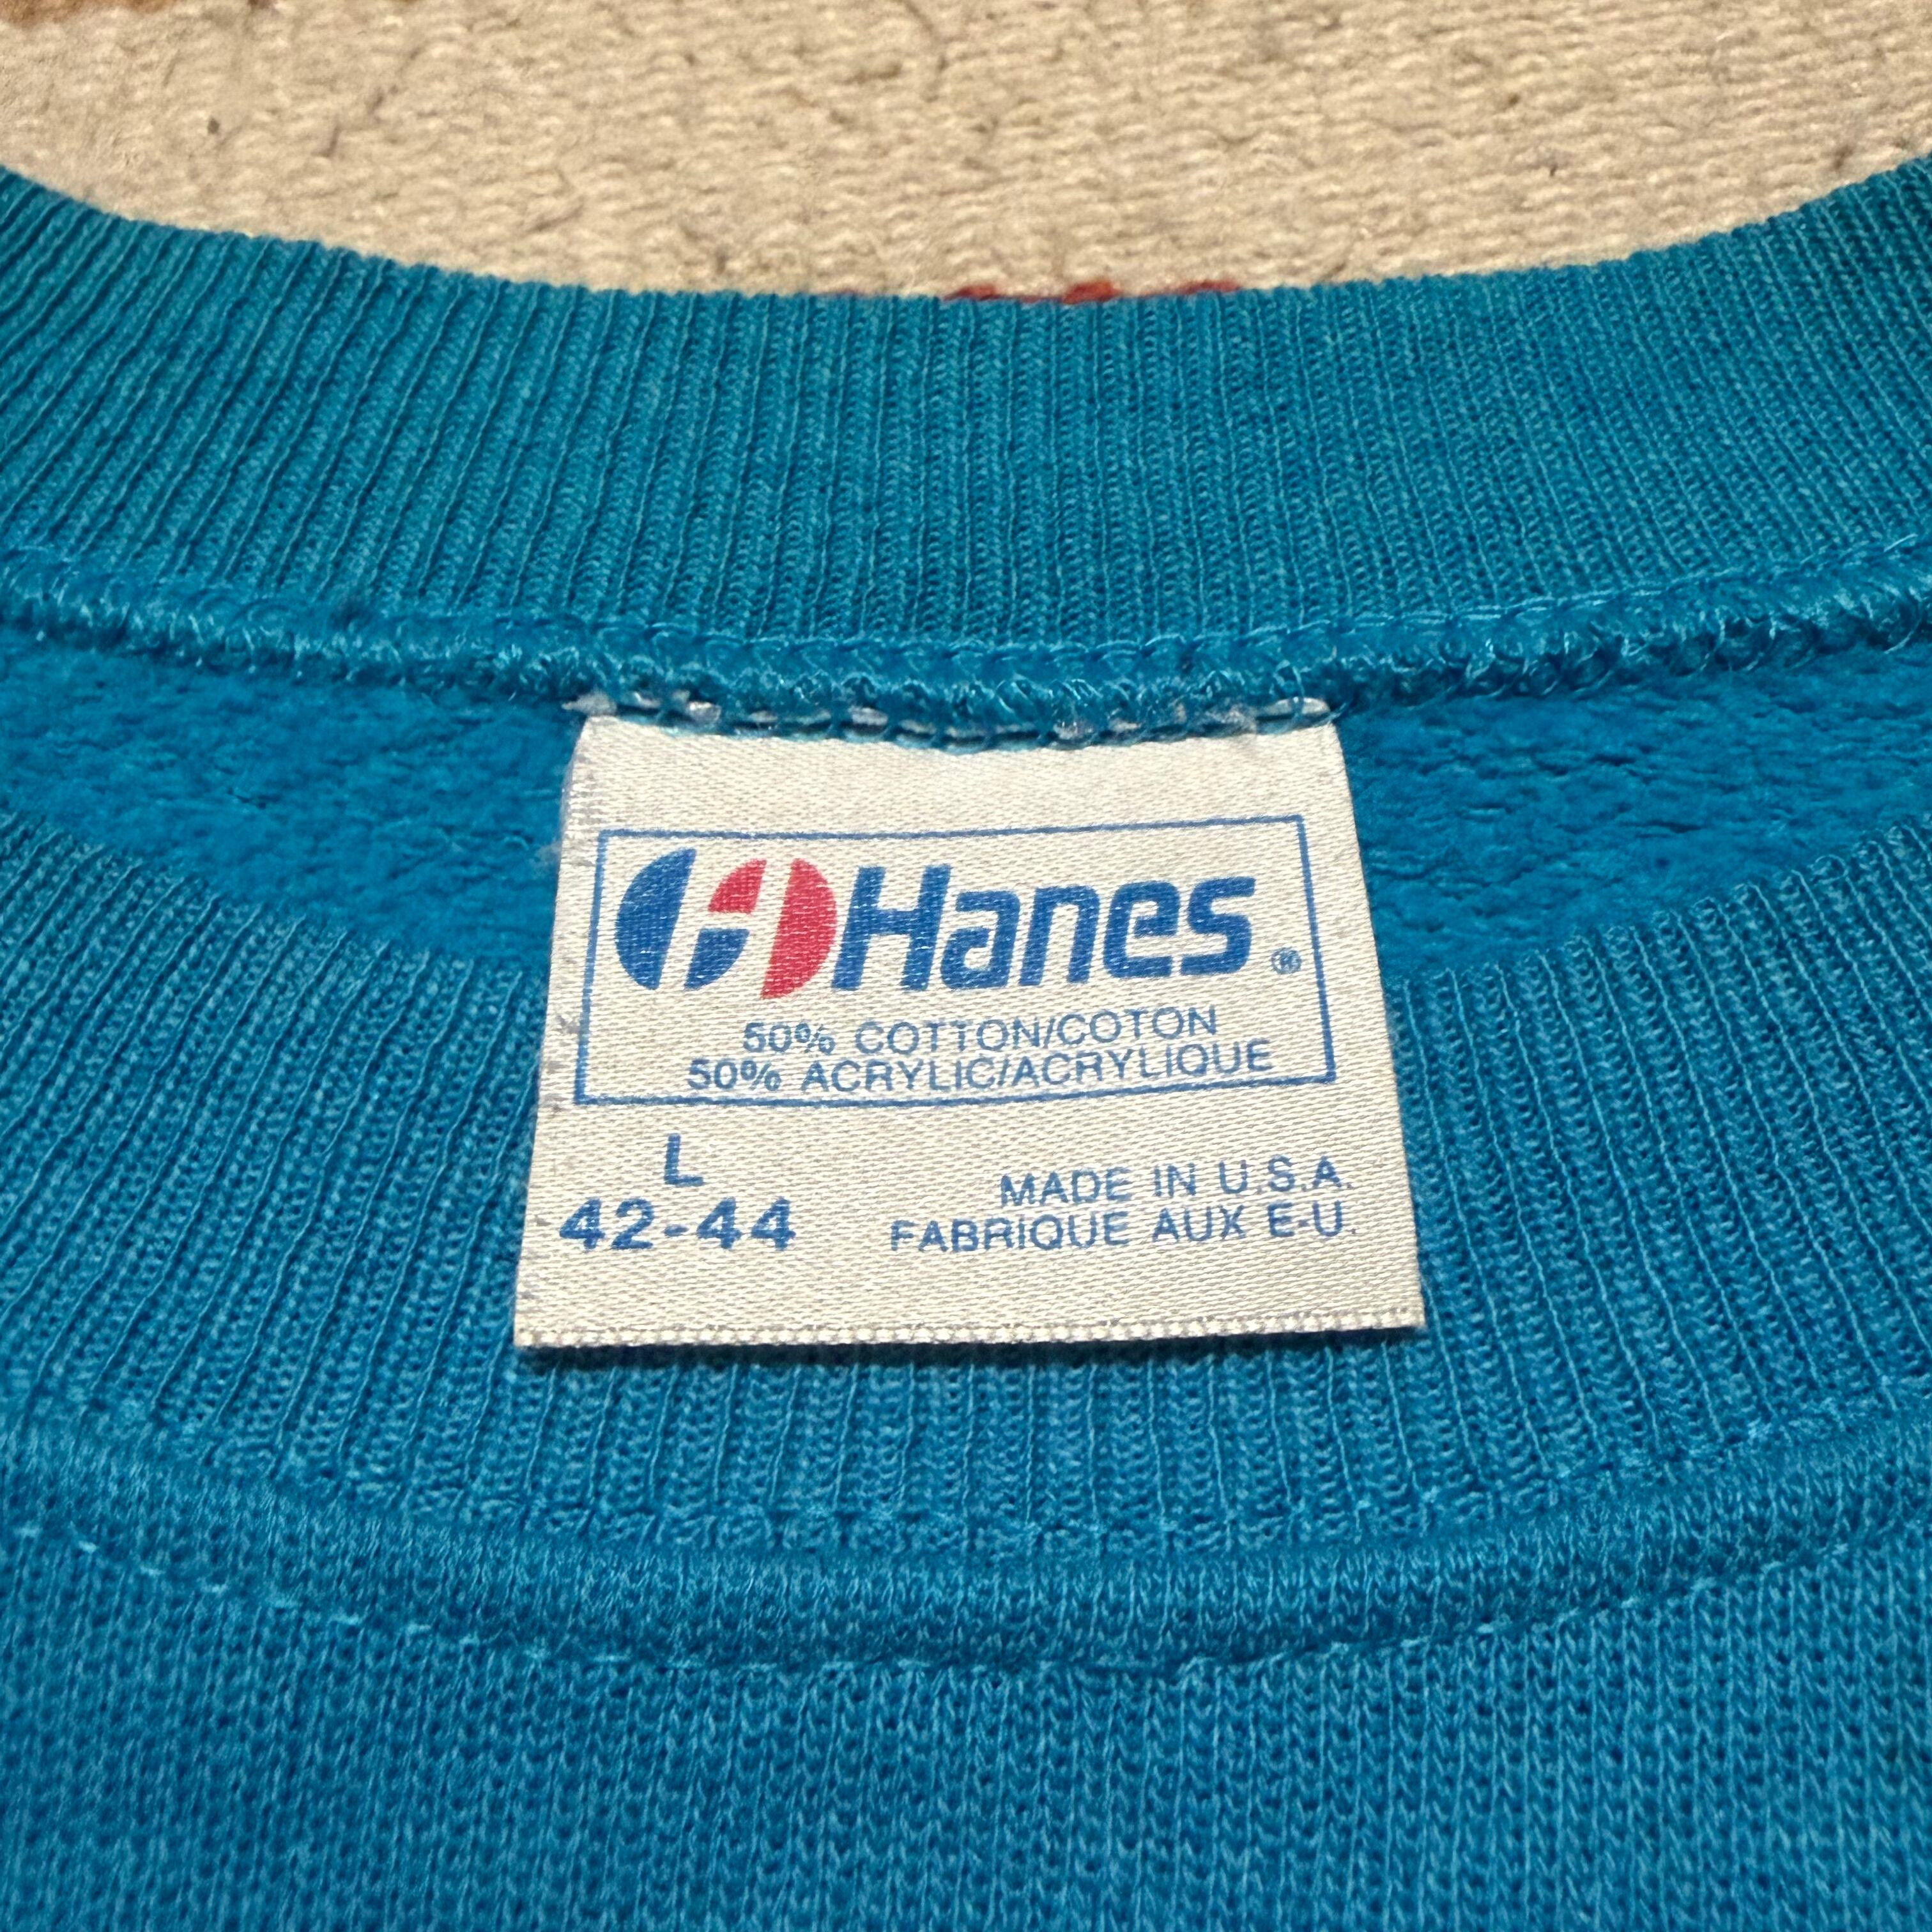 Hanes®
50% COTTON/COTON
50% ACRYLIC/ACRYLIQUE
L
42-44
MADE IN U.S.A.
FABRIQUE AUX E-U.